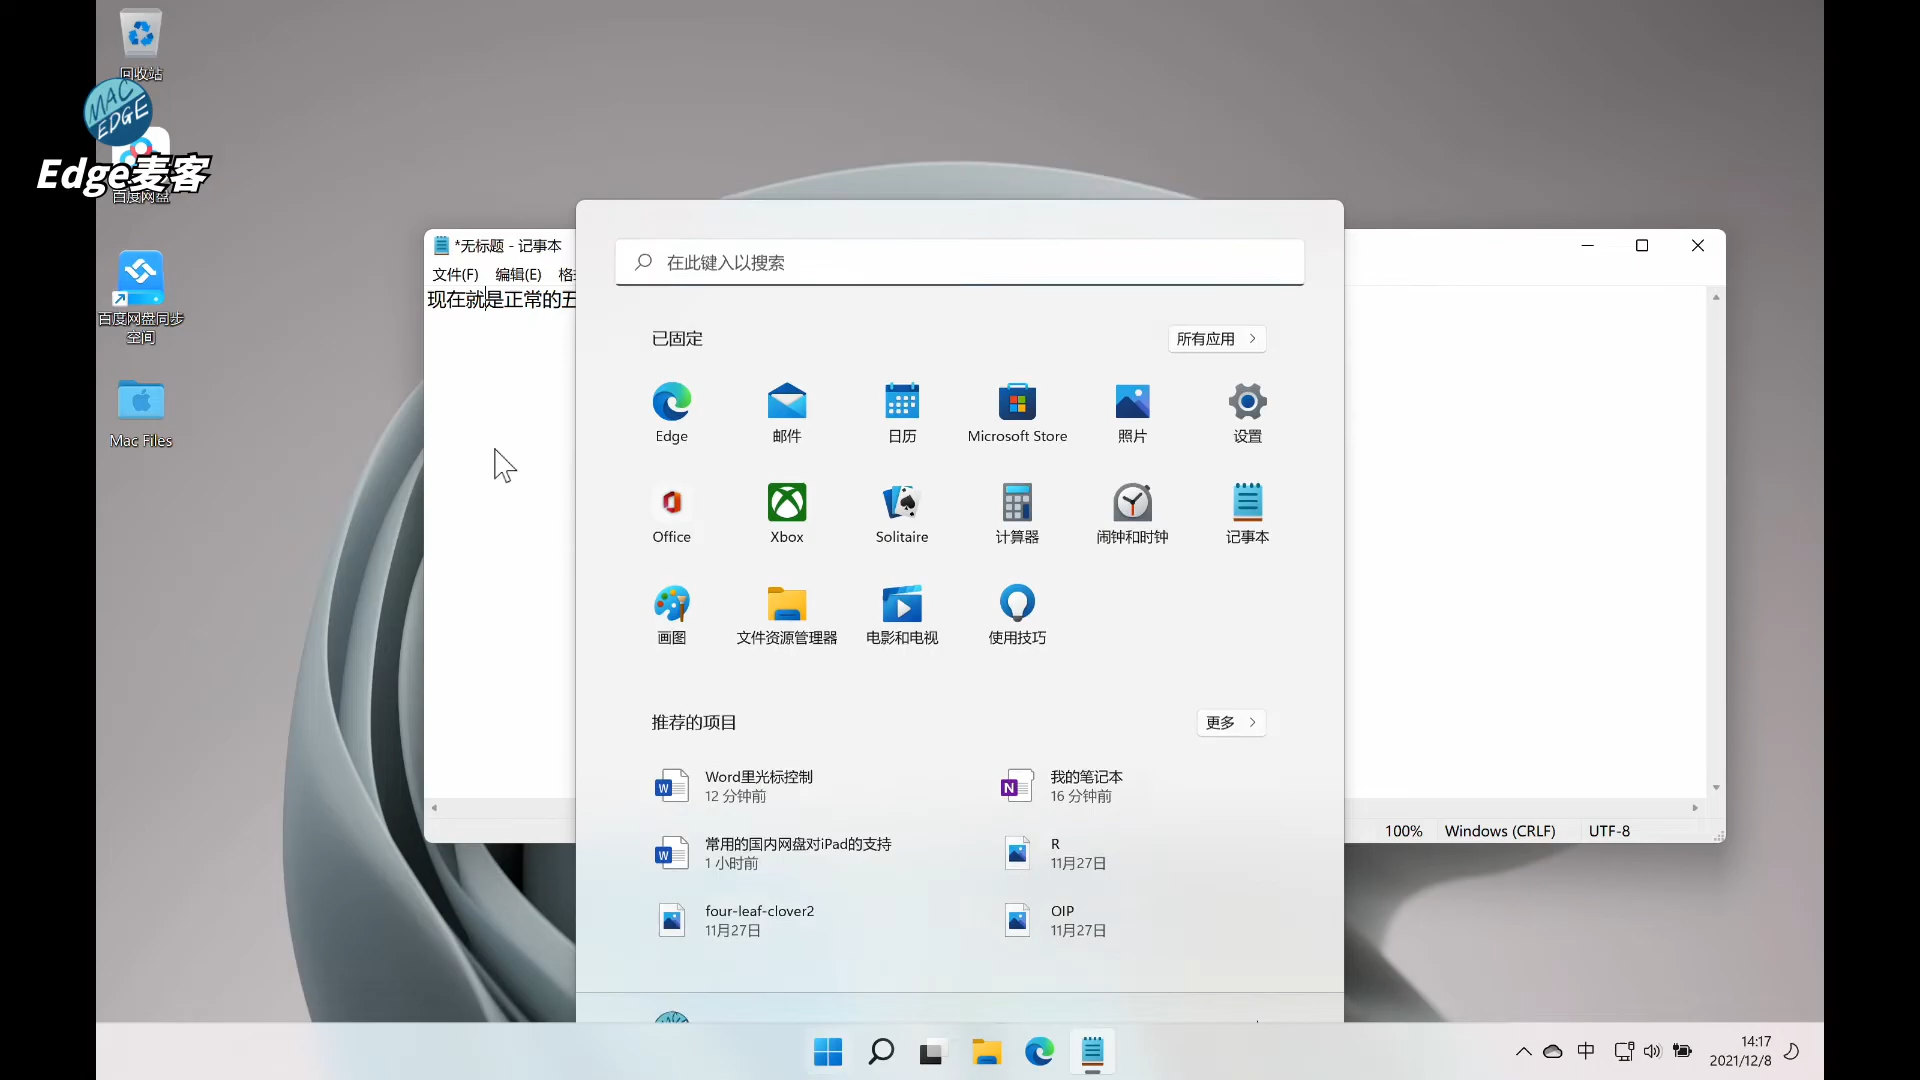 回收站
MAC EDGE
Edge麦客
百度网盘
百度网盘同步
空间
Mac Files
*无标题 - 记事本
文件(F) 编辑(E)
现在就是正常的五
在此键入以搜索
已固定
所有应用
Edge
邮件
日历
Microsoft Store
照片
设置
Office
Xbox
Solitaire
计算器
闹钟和时钟
记事本
画图
文件资源管理器
电影和电视
使用技巧
推荐的项目
更多
Word里光标控制
12 分钟前
我的笔记本
16 分钟前
常用的国内网盘对iPad的支持
1 小时前
R
11月27日
four-leaf-clover2
11月27日
OIP
11月27日
100%
Windows (CRLF)
UTF-8
中
14:17
2021/12/8